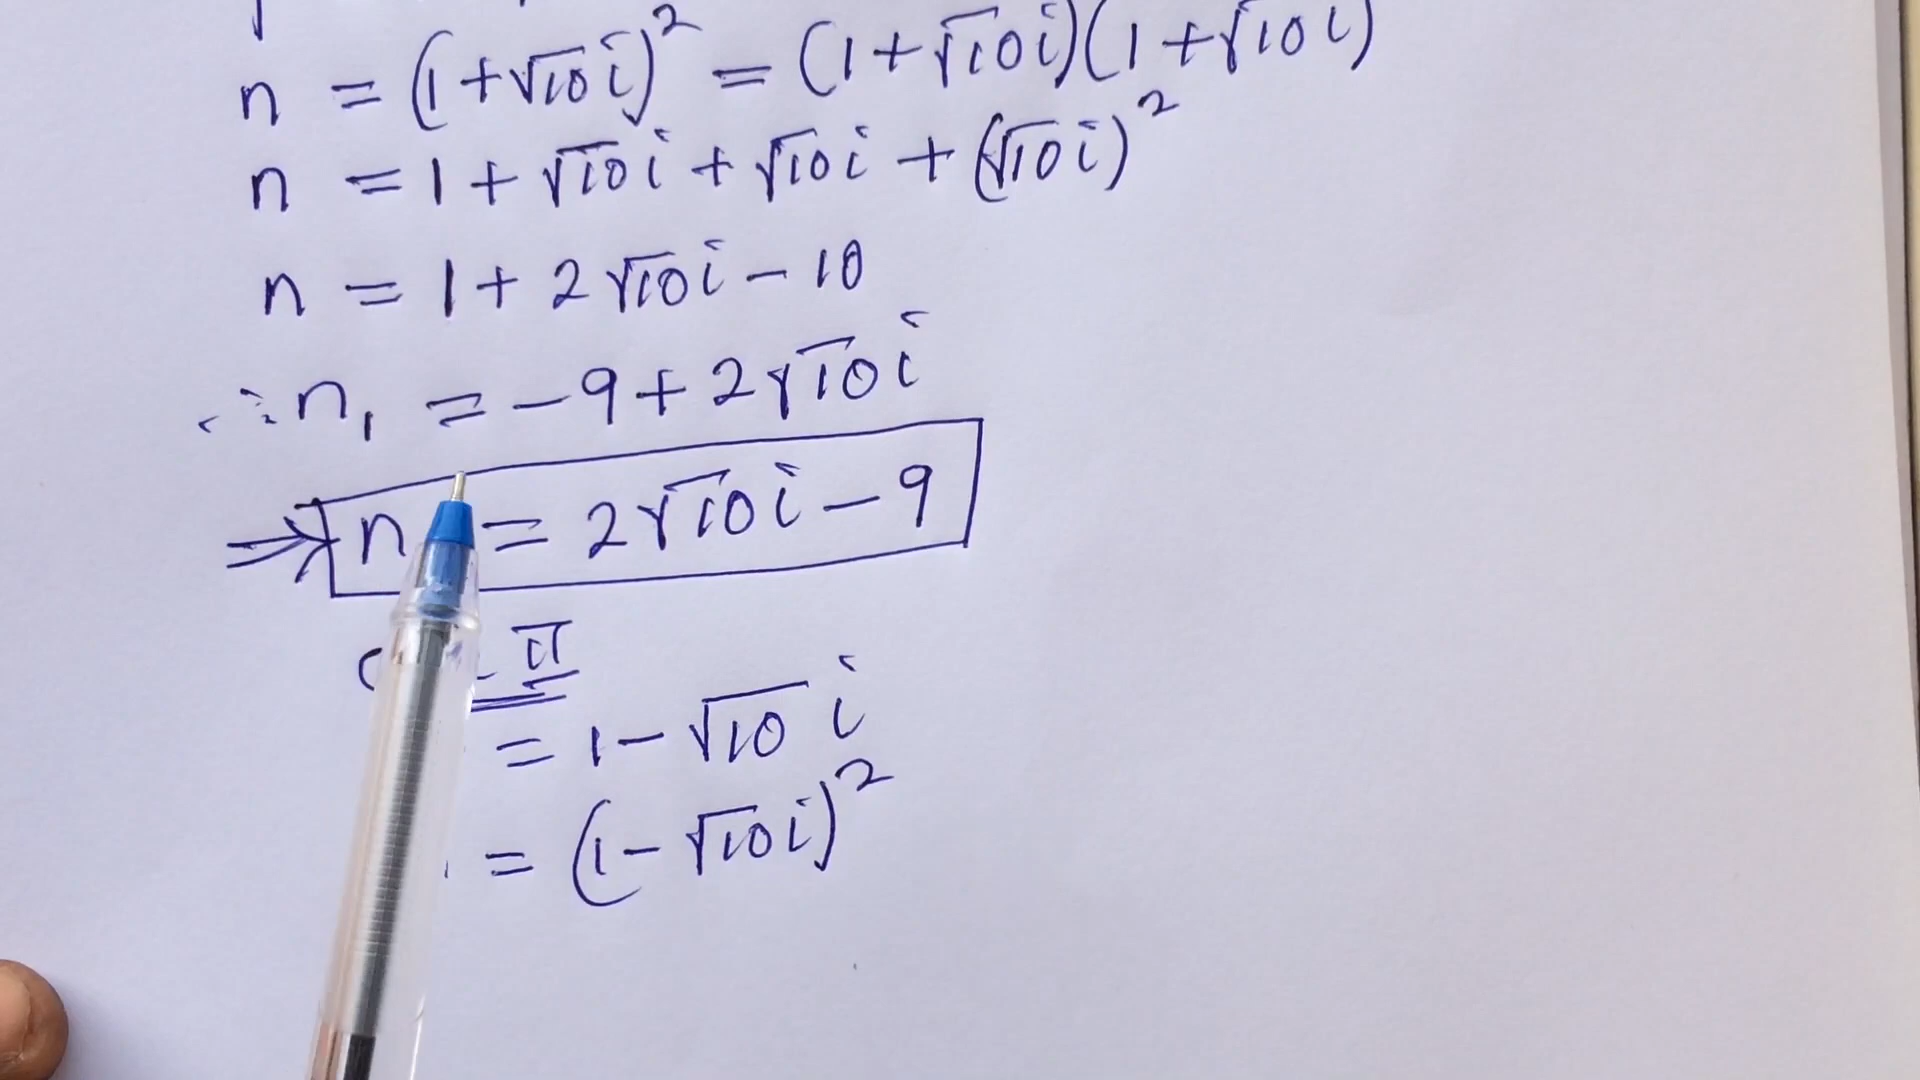 n = (1+√10 i)² = (1+√10 i)(1+√10 i)
n = 1 + √10 i + √10 i + (√10 i)²
n = 1 + 2√10 i - 10
∴ n₁ = -9 + 2√10 i
⇒ n = 2√10 i - 9
II
= 1 - √10 i
= (1 - √10 i)²